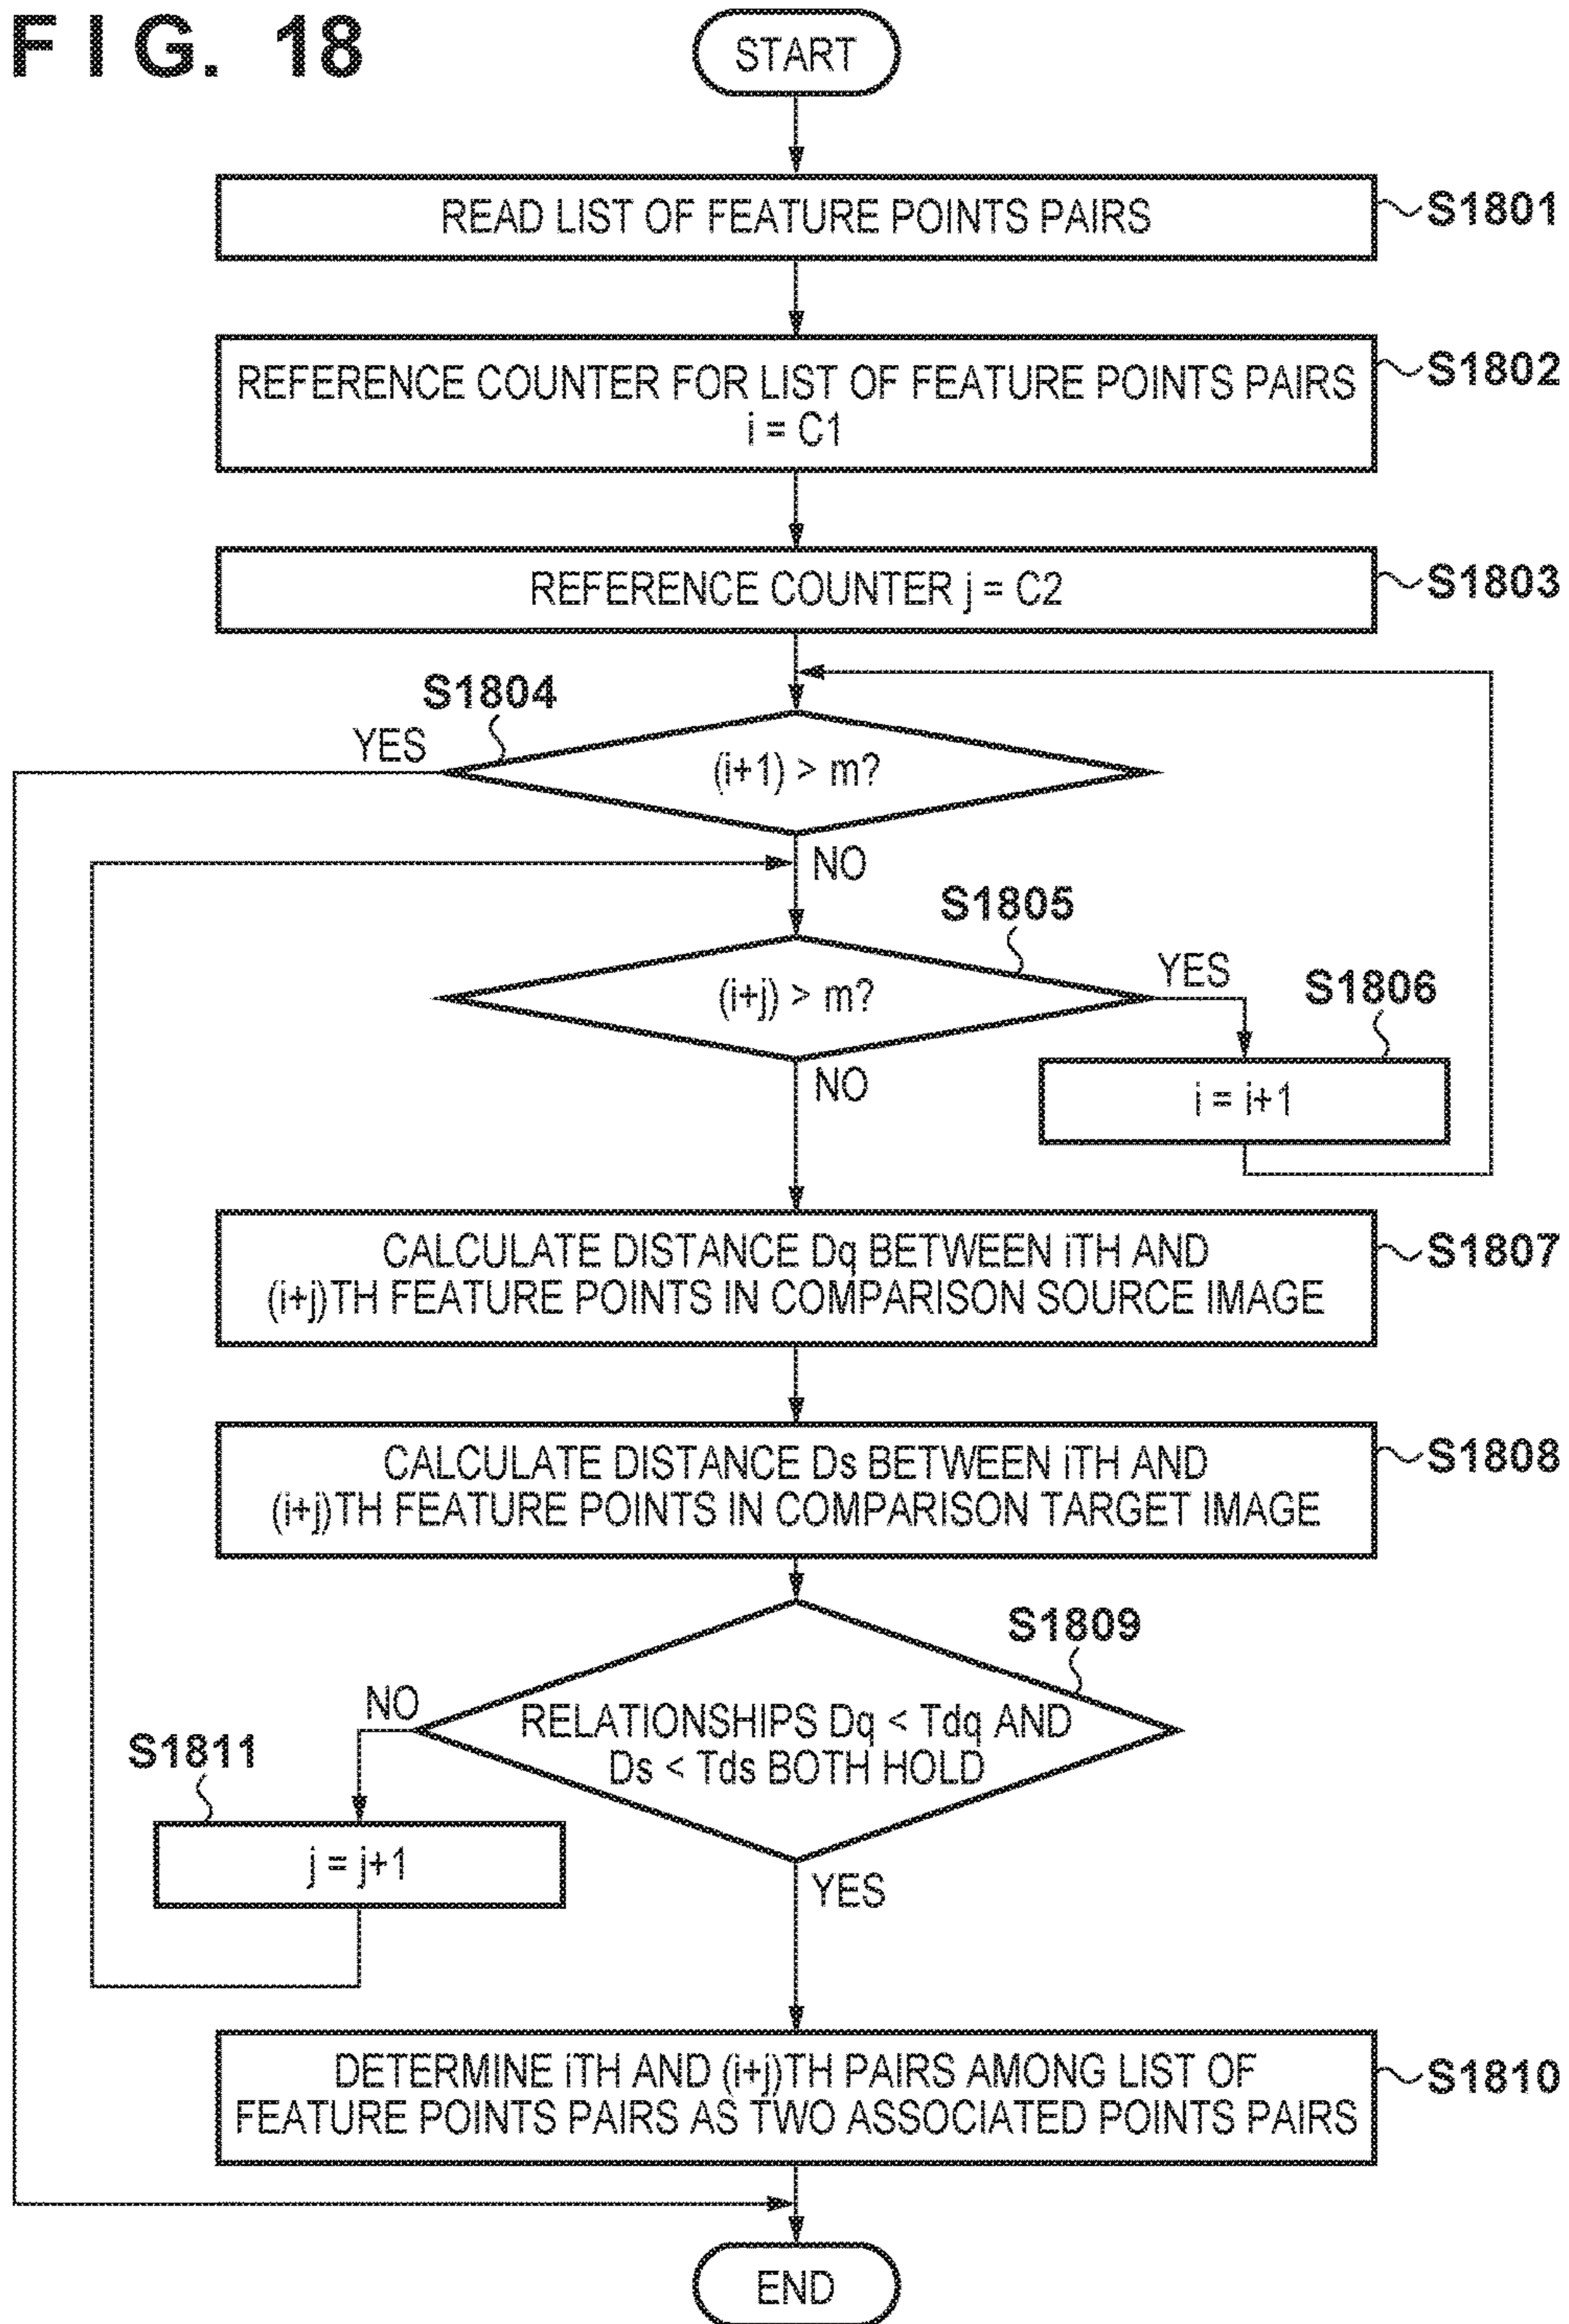 FIG. 18
START
READ LIST OF FEATURE POINTS PAIRS
S1801
REFERENCE COUNTER FOR LIST OF FEATURE POINTS PAIRS
i = C1
S1802
REFERENCE COUNTER j = C2
S1803
S1804
YES
(i+1) > m?
NO
S1805
(i+j) > m?
YES
S1806
NO
i = i+1
CALCULATE DISTANCE Dq BETWEEN iTH AND
(i+j)TH FEATURE POINTS IN COMPARISON SOURCE IMAGE
S1807
CALCULATE DISTANCE Ds BETWEEN iTH AND
(i+j)TH FEATURE POINTS IN COMPARISON TARGET IMAGE
S1808
S1809
NO
RELATIONSHIPS Dq < Tdq AND
Ds < Tds BOTH HOLD
S1811
j = j+1
YES
DETERMINE iTH AND (i+j)TH PAIRS AMONG LIST OF
FEATURE POINTS PAIRS AS TWO ASSOCIATED POINTS PAIRS
S1810
END